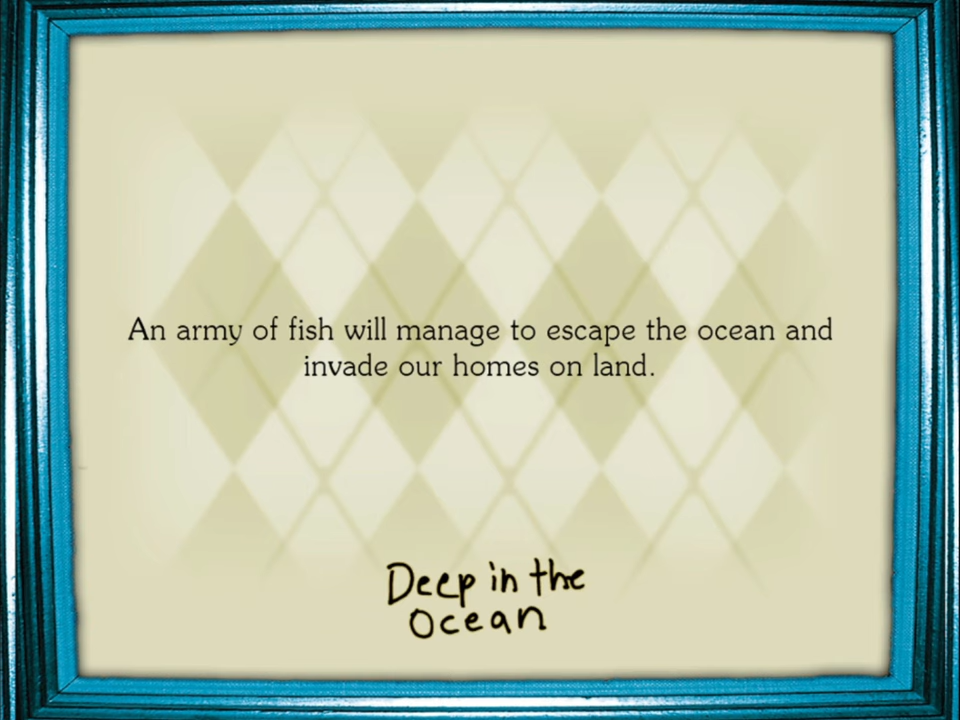 An army of fish will manage to escape the ocean and
invade our homes on land.
Deep in the
Ocean